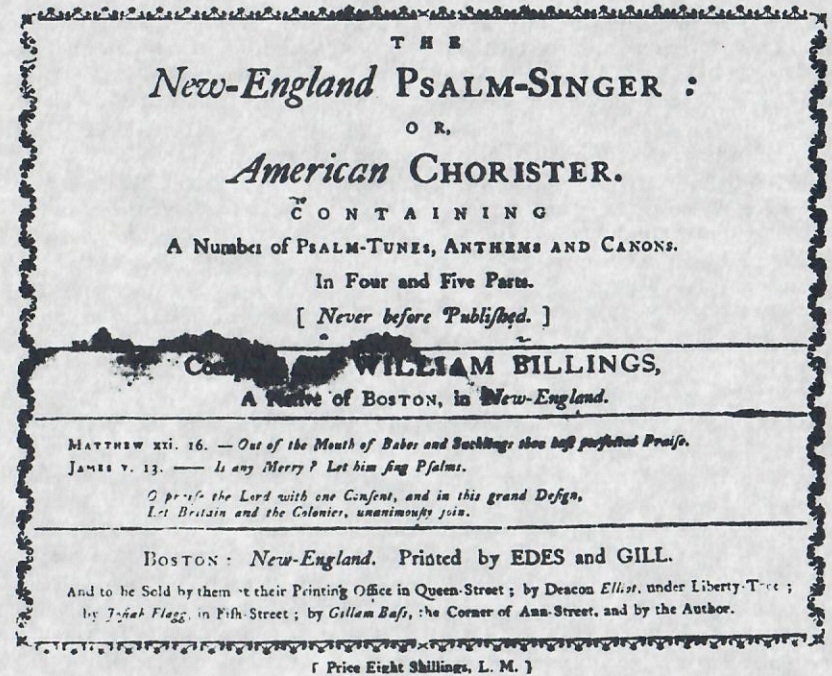 THE
New-England PSALM-SINGER :
OR,
American CHORISTER.
CONTAINING
A Number of PSALM-TUNES, ANTHEMS AND CANONS.
In Four and Five Parts.
[ Never before Publiſhed. ]
WILLIAM BILLINGS,
A Native of BOSTON, in New-England.
MATTHEW xxi. 16. — Out of the Mouth of Babes and Sucklings thou haſt perfected Praiſe.
JAMES v. 13. —— Is any Merry ? Let him ſing Pſalms.
O praiſe the Lord with one Conſent, and in this grand Deſign,
Let Britain and the Colonies, unanimouſly join.
BOSTON : New-England. Printed by EDES and GILL.
And to be Sold by them at their Printing Office in Queen-Street ; by Deacon Elliot, under Liberty-Tree ;
by Joſiah Flagg, in Fiſh-Street ; by Gillam Baſs, the Corner of Ann-Street, and by the Author.
[ Price Eight Shillings, L. M. ]